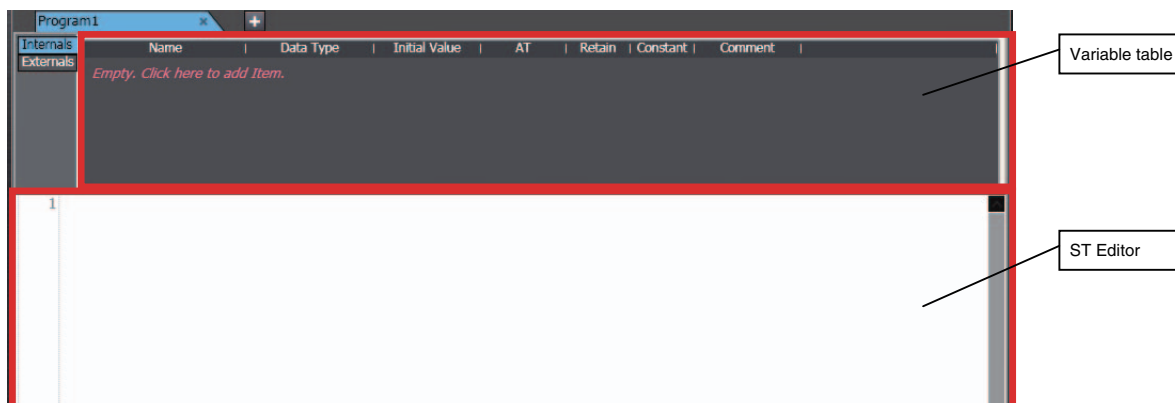 Program1 × +
Internals Name Data Type Initial Value AT Retain Constant Comment
Externals
Empty. Click here to add Item.
Variable table
1
ST Editor